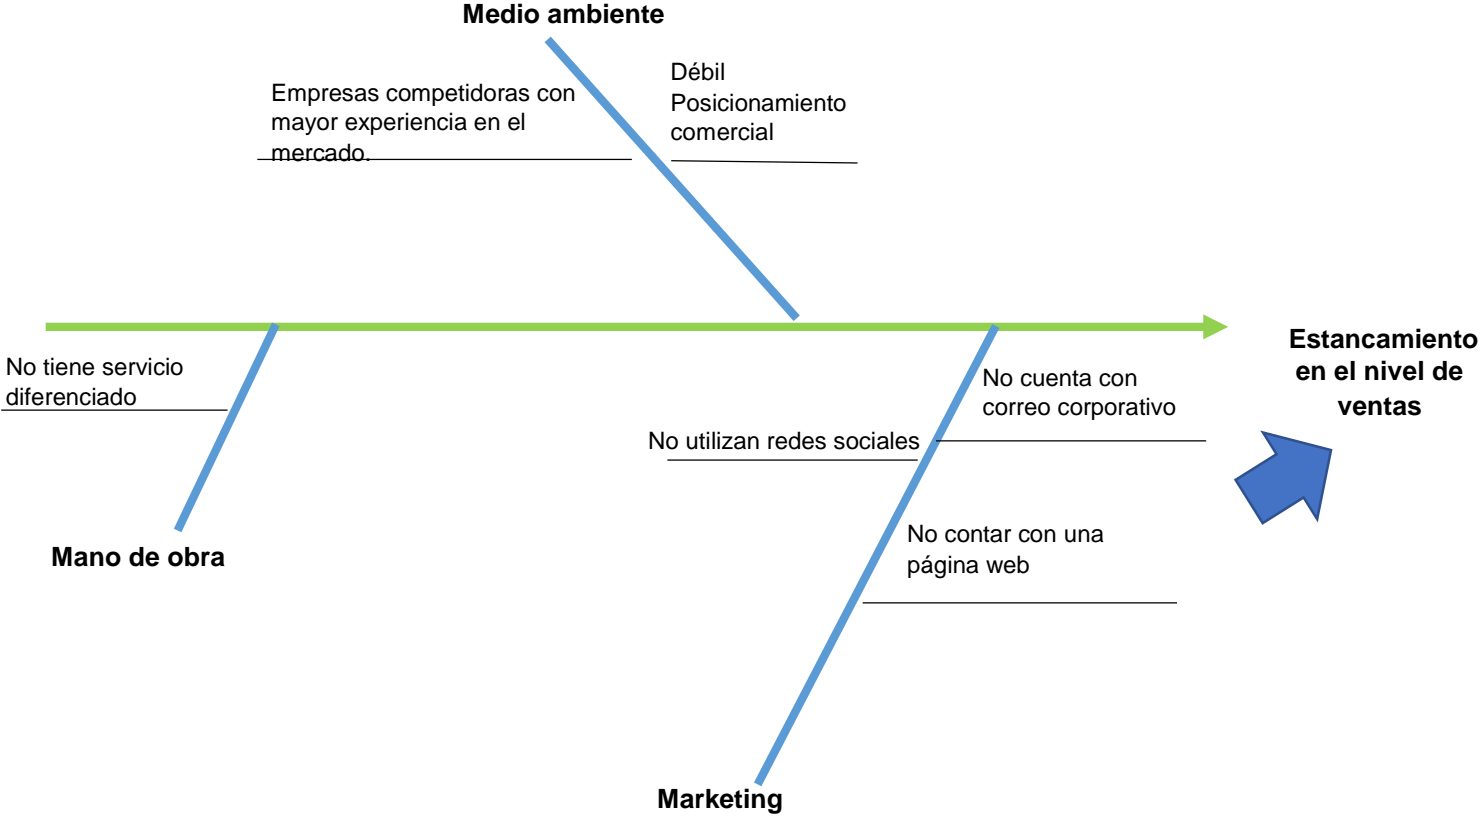 Medio ambiente
Empresas competidoras con
mayor experiencia en el
mercado.
Débil
Posicionamiento
comercial
No tiene servicio
diferenciado
Mano de obra
No utilizan redes sociales
No cuenta con
correo corporativo
No contar con una
página web
Marketing
Estancamiento
en el nivel de
ventas